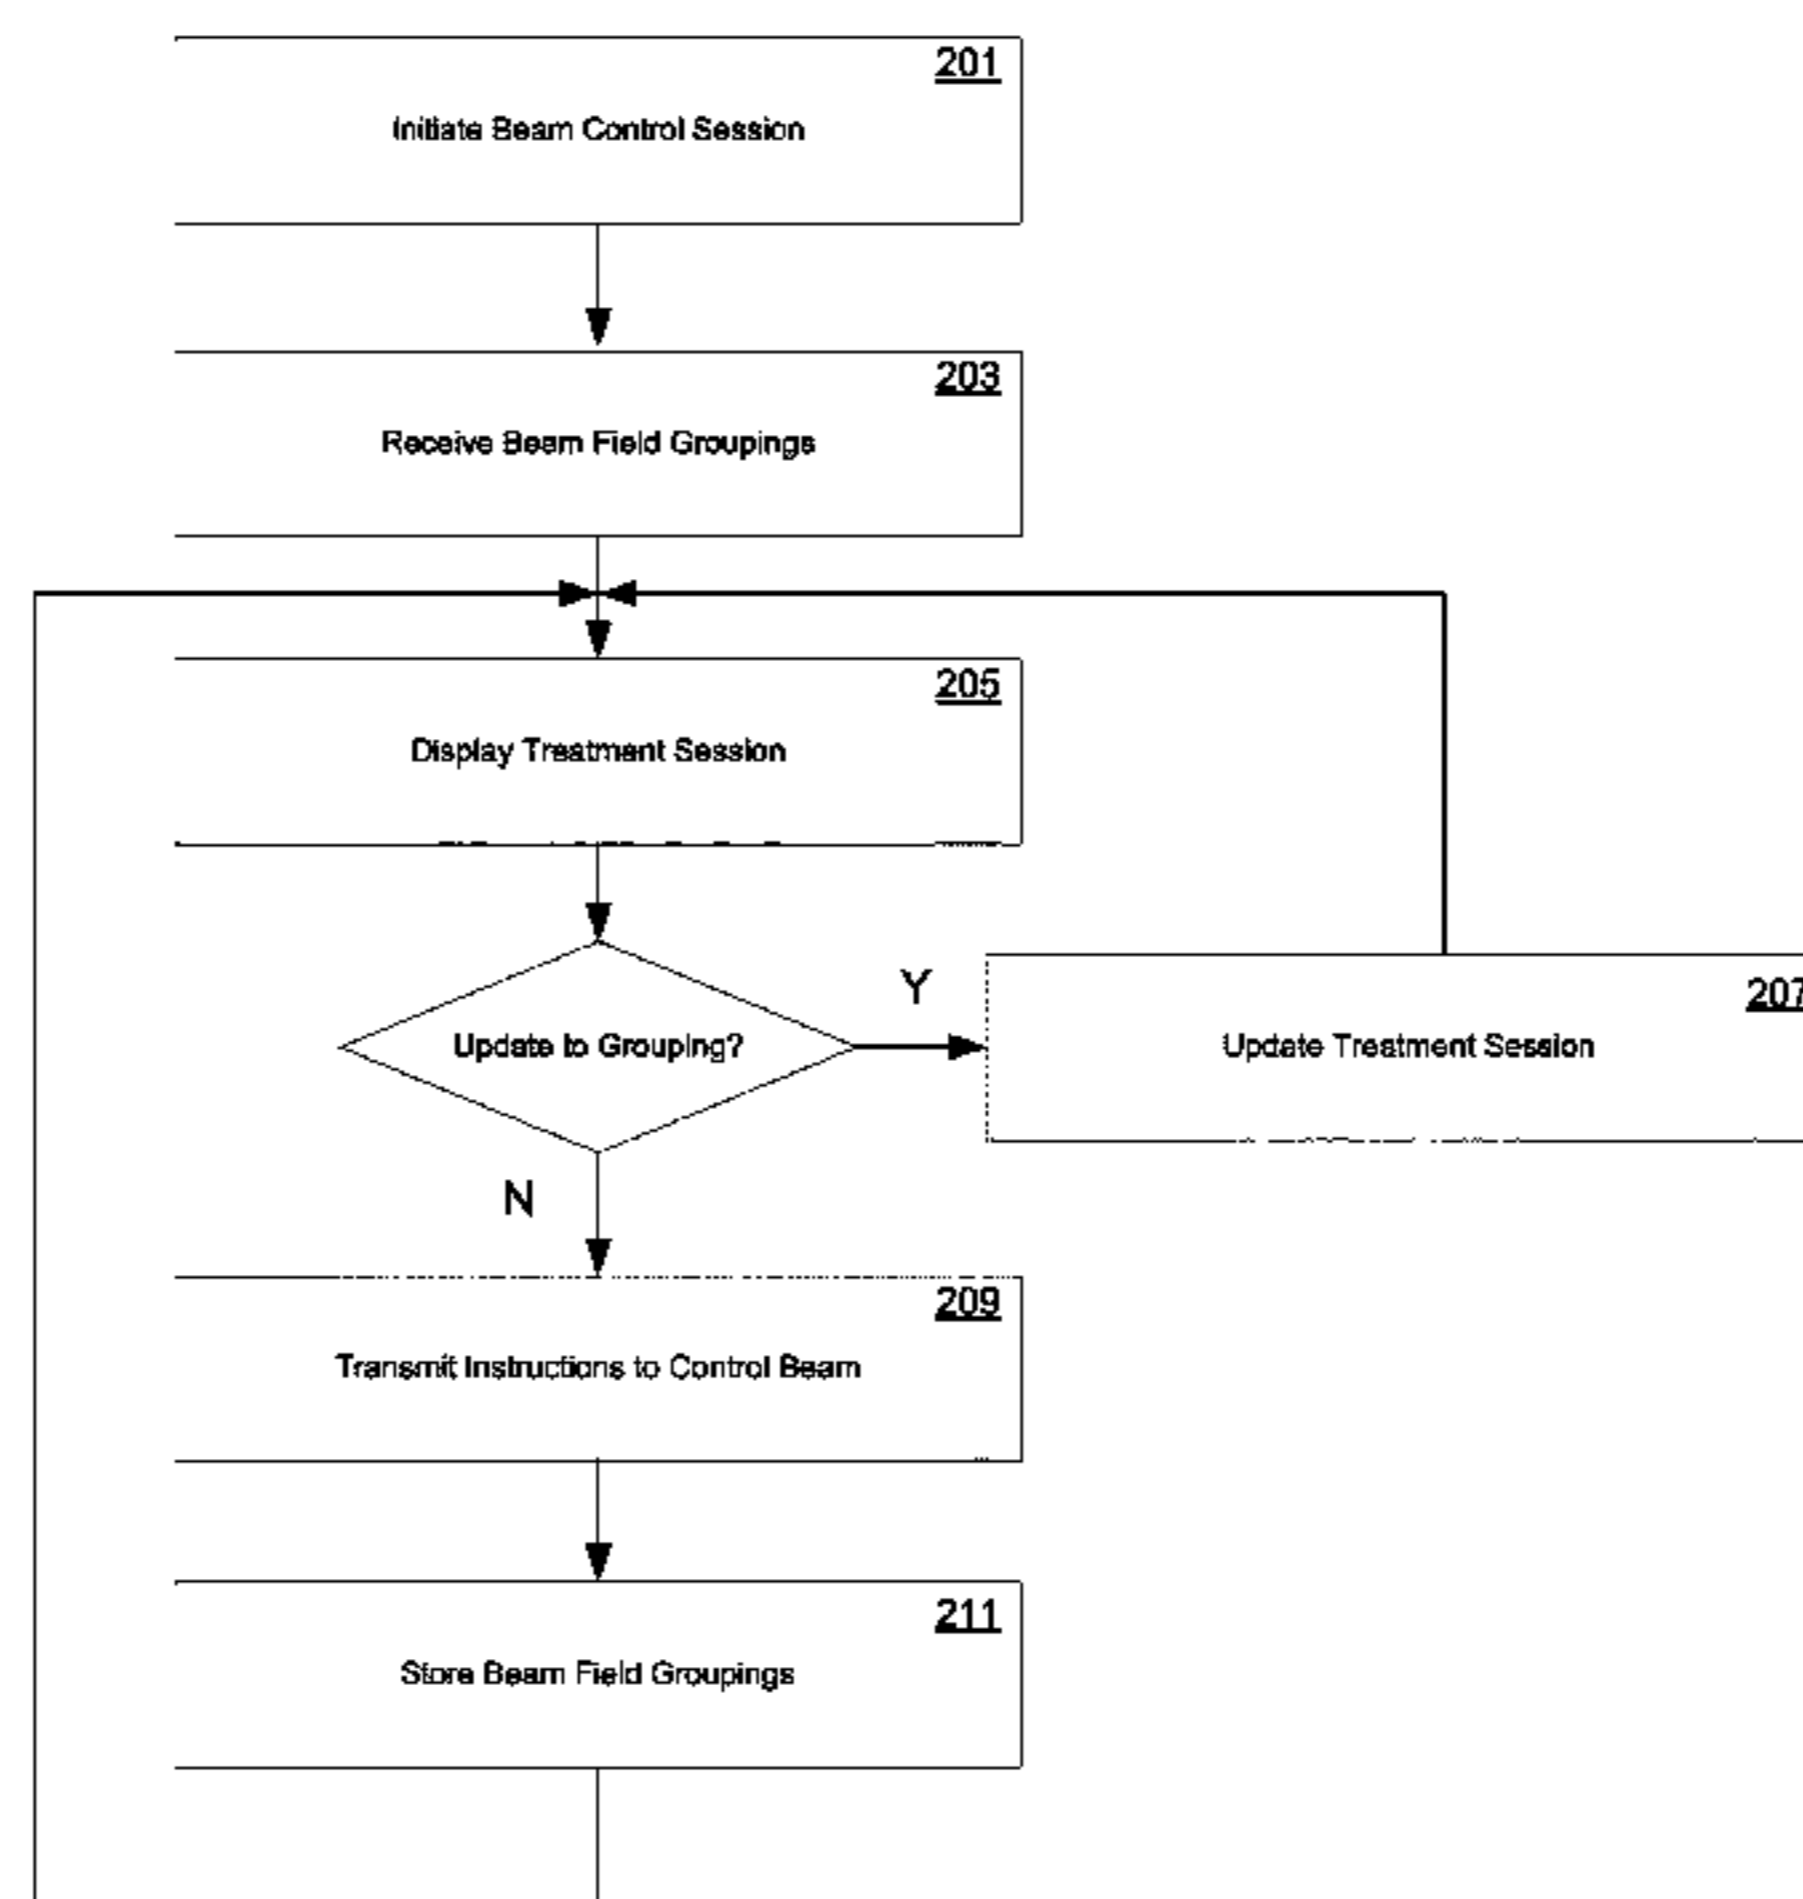 201
Initiate Beam Control Session
203
Receive Beam Field Groupings
205
Display Treatment Session
Y
207
Update to Grouping?
Update Treatment Session
N
209
Transmit Instructions to Control Beam
211
Store Beam Field Groupings